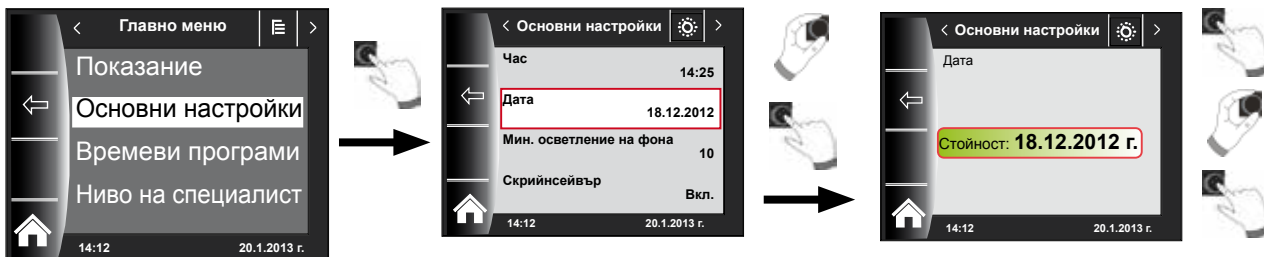 Главно меню
Показание
Основни настройки
Времеви програми
Ниво на специалист
14:12 20.1.2013 г.
Основни настройки
Час
14:25
Дата
18.12.2012
Мин. осветление на фона
10
Скрийнсейвър
Вкл.
14:12 20.1.2013 г.
Основни настройки
Дата
Стойност: 18.12.2012 г.
14:12 20.1.2013 г.